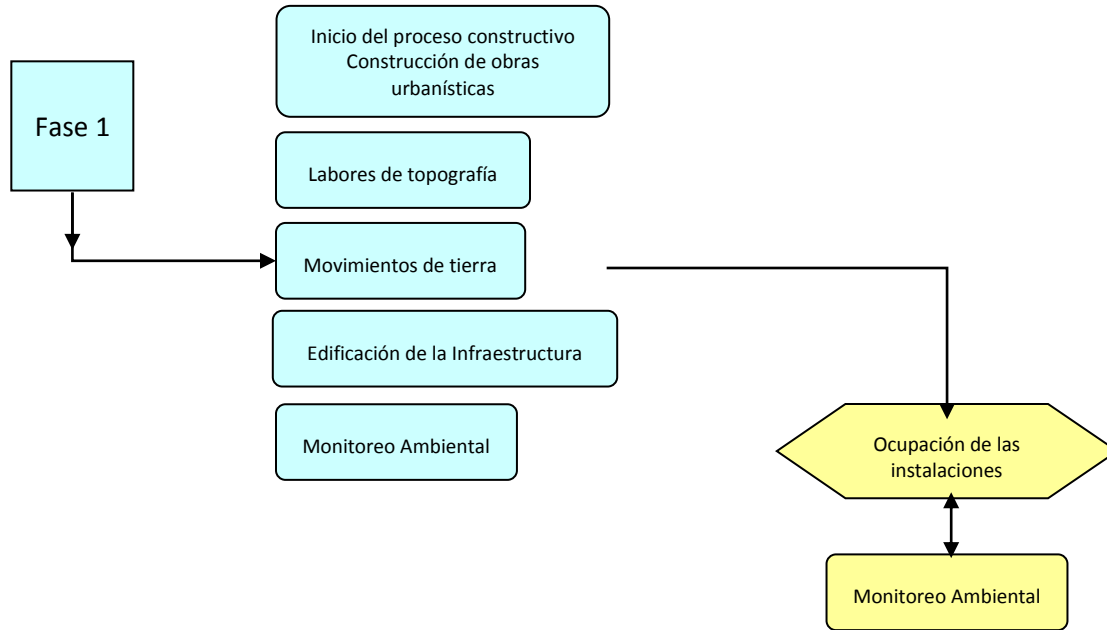 Inicio del proceso constructivo
Construcción de obras
urbanísticas
Fase 1
Labores de topografía
Movimientos de tierra
Edificación de la Infraestructura
Monitoreo Ambiental
Ocupación de las
instalaciones
Monitoreo Ambiental